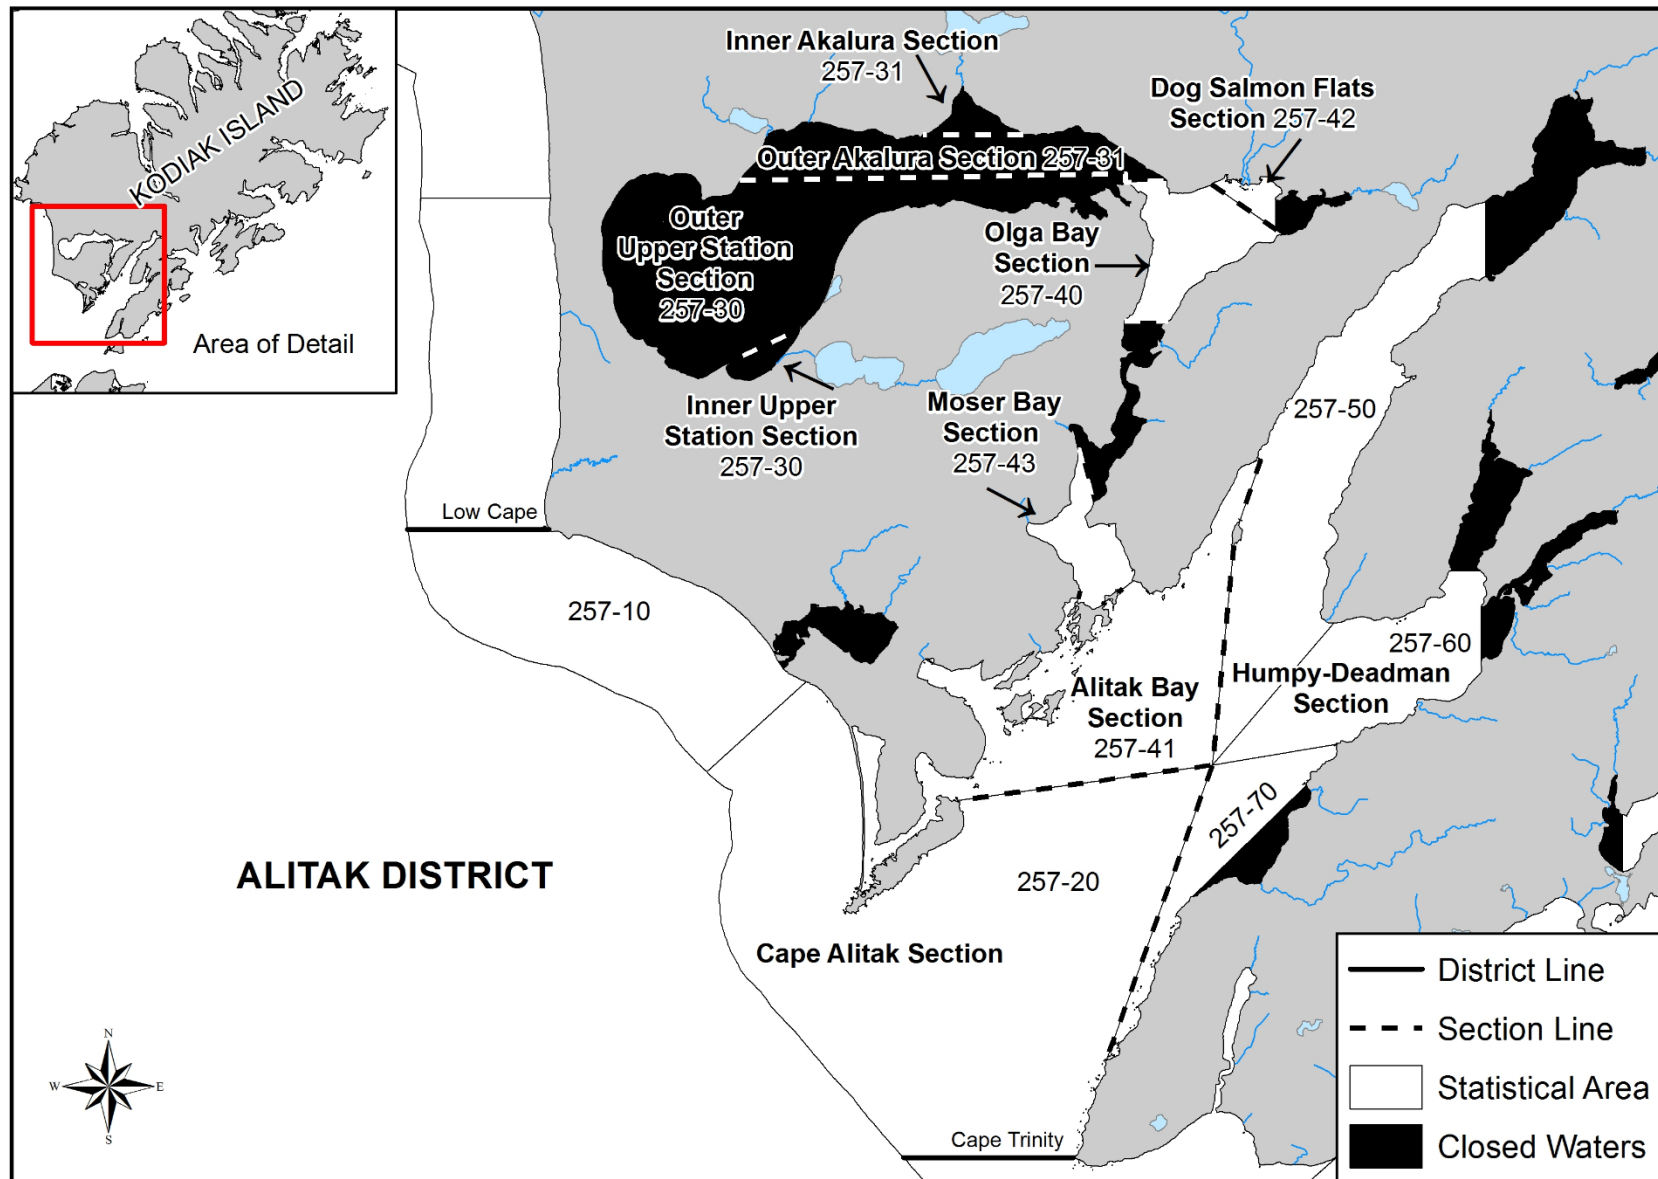 KODIAK ISLAND
Area of Detail
Inner Akalura Section
257-31
Dog Salmon Flats
Section 257-42
Outer Akalura Section 257-31
Outer
Upper Station
Section
257-30
Olga Bay
Section
257-40
Inner Upper
Station Section
257-30
Moser Bay
Section
257-43
257-50
Low Cape
257-10
257-60
Humpy-Deadman
Section
Alitak Bay
Section
257-41
257-70
257-20
ALITAK DISTRICT
Cape Alitak Section
Cape Trinity
N
W
E
S
District Line
Section Line
Statistical Area
Closed Waters